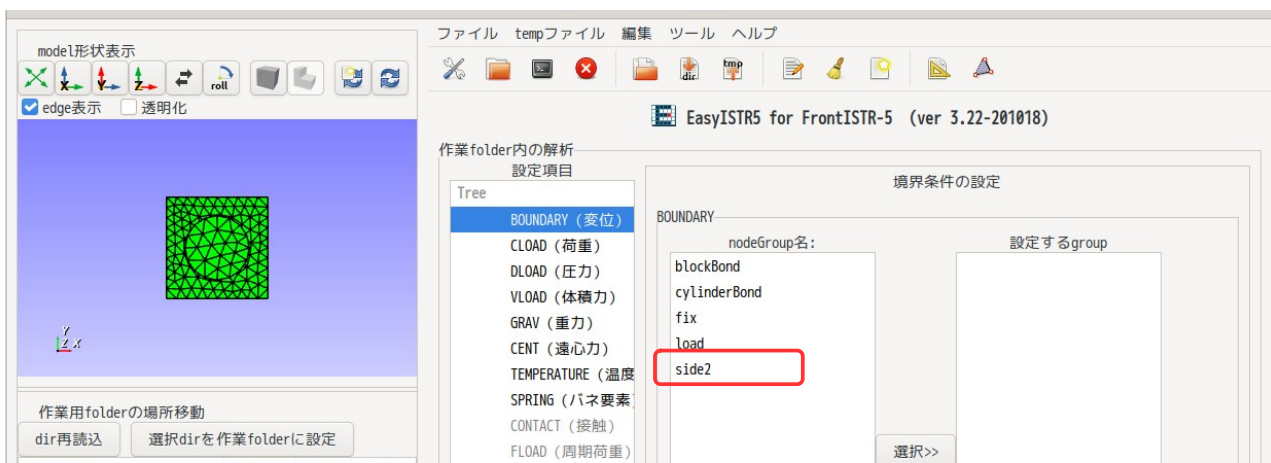 ファイル tempファイル 編集 ツール ヘルプ
model形状表示
X Y Z roll
dir tmp
edge表示 透明化
EasyISTR5 for FrontISTR-5 (ver 3.22-201018)
作業folder内の解析
設定項目
境界条件の設定
Tree
BOUNDARY (変位)
CLOAD (荷重)
DLOAD (圧力)
VLOAD (体積力)
GRAV (重力)
CENT (遠心力)
TEMPERATURE (温度
SPRING (バネ要素)
CONTACT (接触)
FLOAD (周期荷重)
BOUNDARY
nodeGroup名:
設定するgroup
blockBond
cylinderBond
fix
load
side2
選択>>
Y
Z X
作業用folderの場所移動
dir再読込 選択dirを作業folderに設定